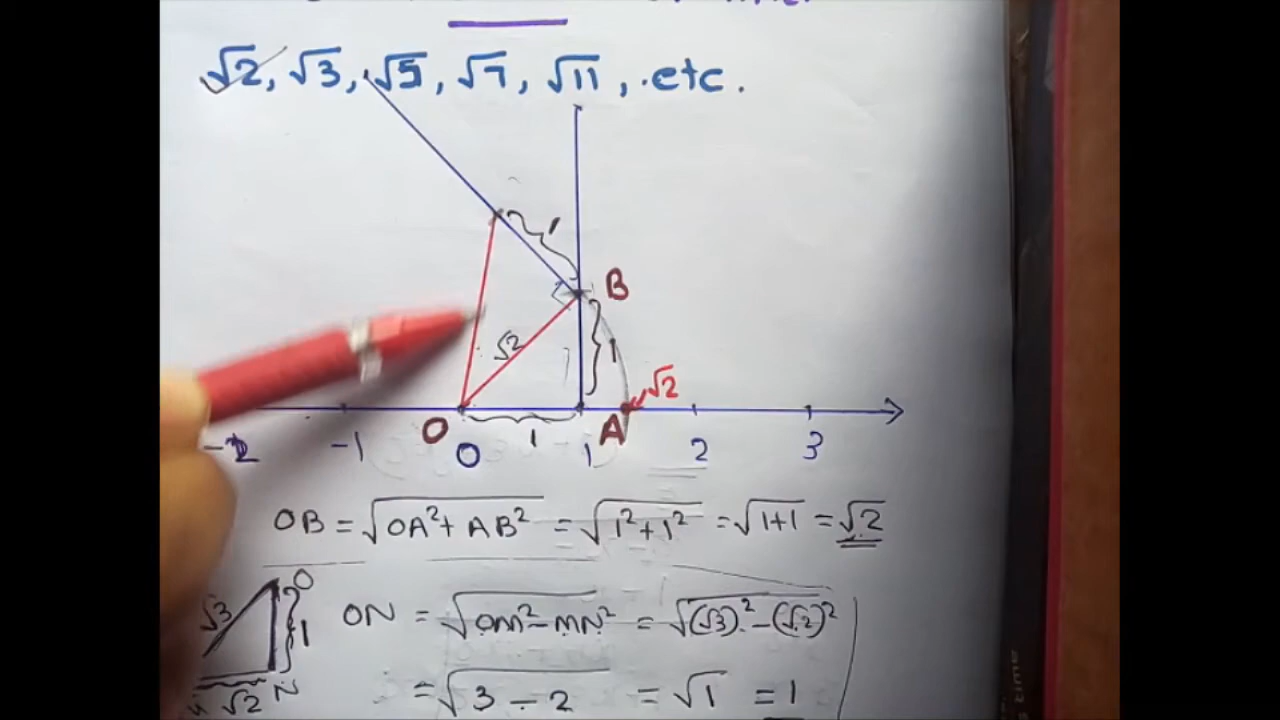 √2, √3, √5, √7, √11, .etc.
1
B
√2
1
√2
O
1
A
-2 -1 0 1 2 3
OB = √OA²+AB² = √1²+1² = √1+1 = √2
O
√3
1
ON = √OM²-MN² = √(√3)²-(√2)²
√2 N
= √3-2 = √1 = 1
time